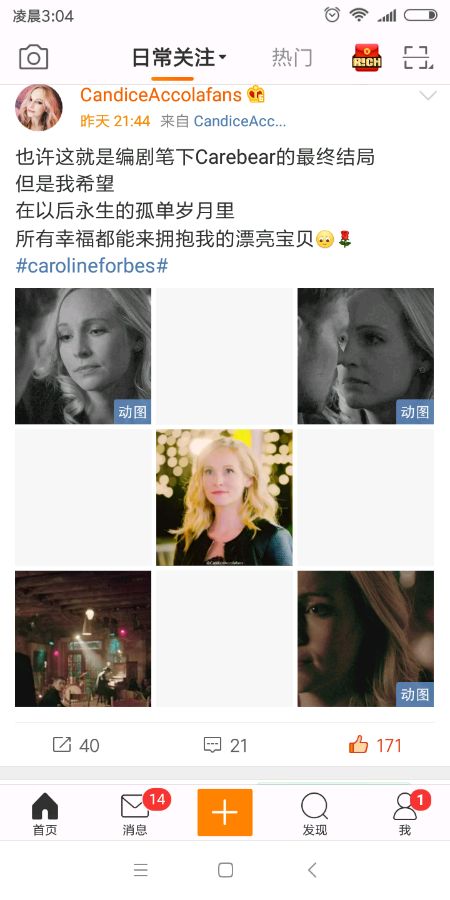 凌晨3:04
日常关注 热门 R!CH
CandiceAccolafans
昨天 21:44 来自 CandiceAcc...
也许这就是编剧笔下Carebear的最终结局
但是我希望
在以后永生的孤单岁月里
所有幸福都能来拥抱我的漂亮宝贝🥺🌹
#carolineforbes#
动图 动图
@CandiceAccolafans
动图
40 21 171
14 1
首页 消息 发现 我